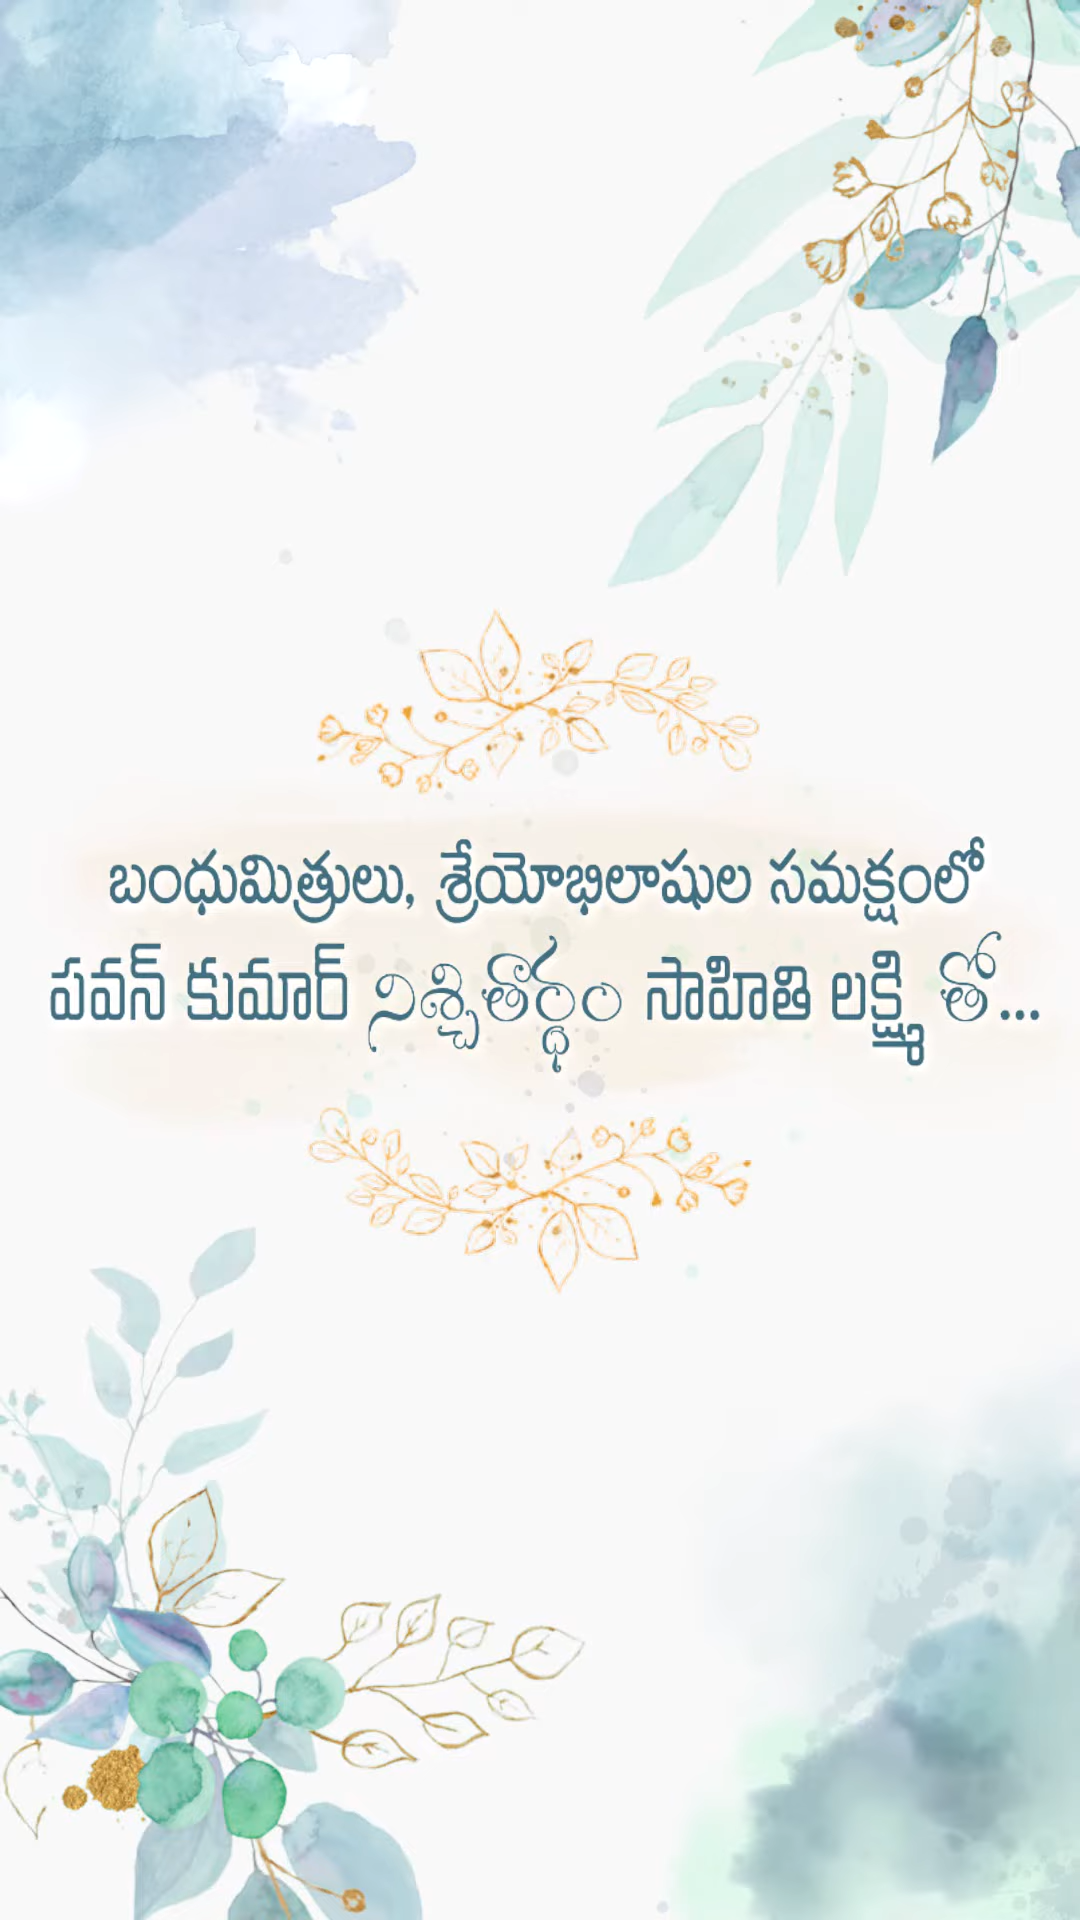 బంధుమిత్రులు, శ్రేయోభిలాషుల సమక్షంలో
పవన్ కుమార్ నిశ్చితార్థం సాహితి లక్ష్మి తో...